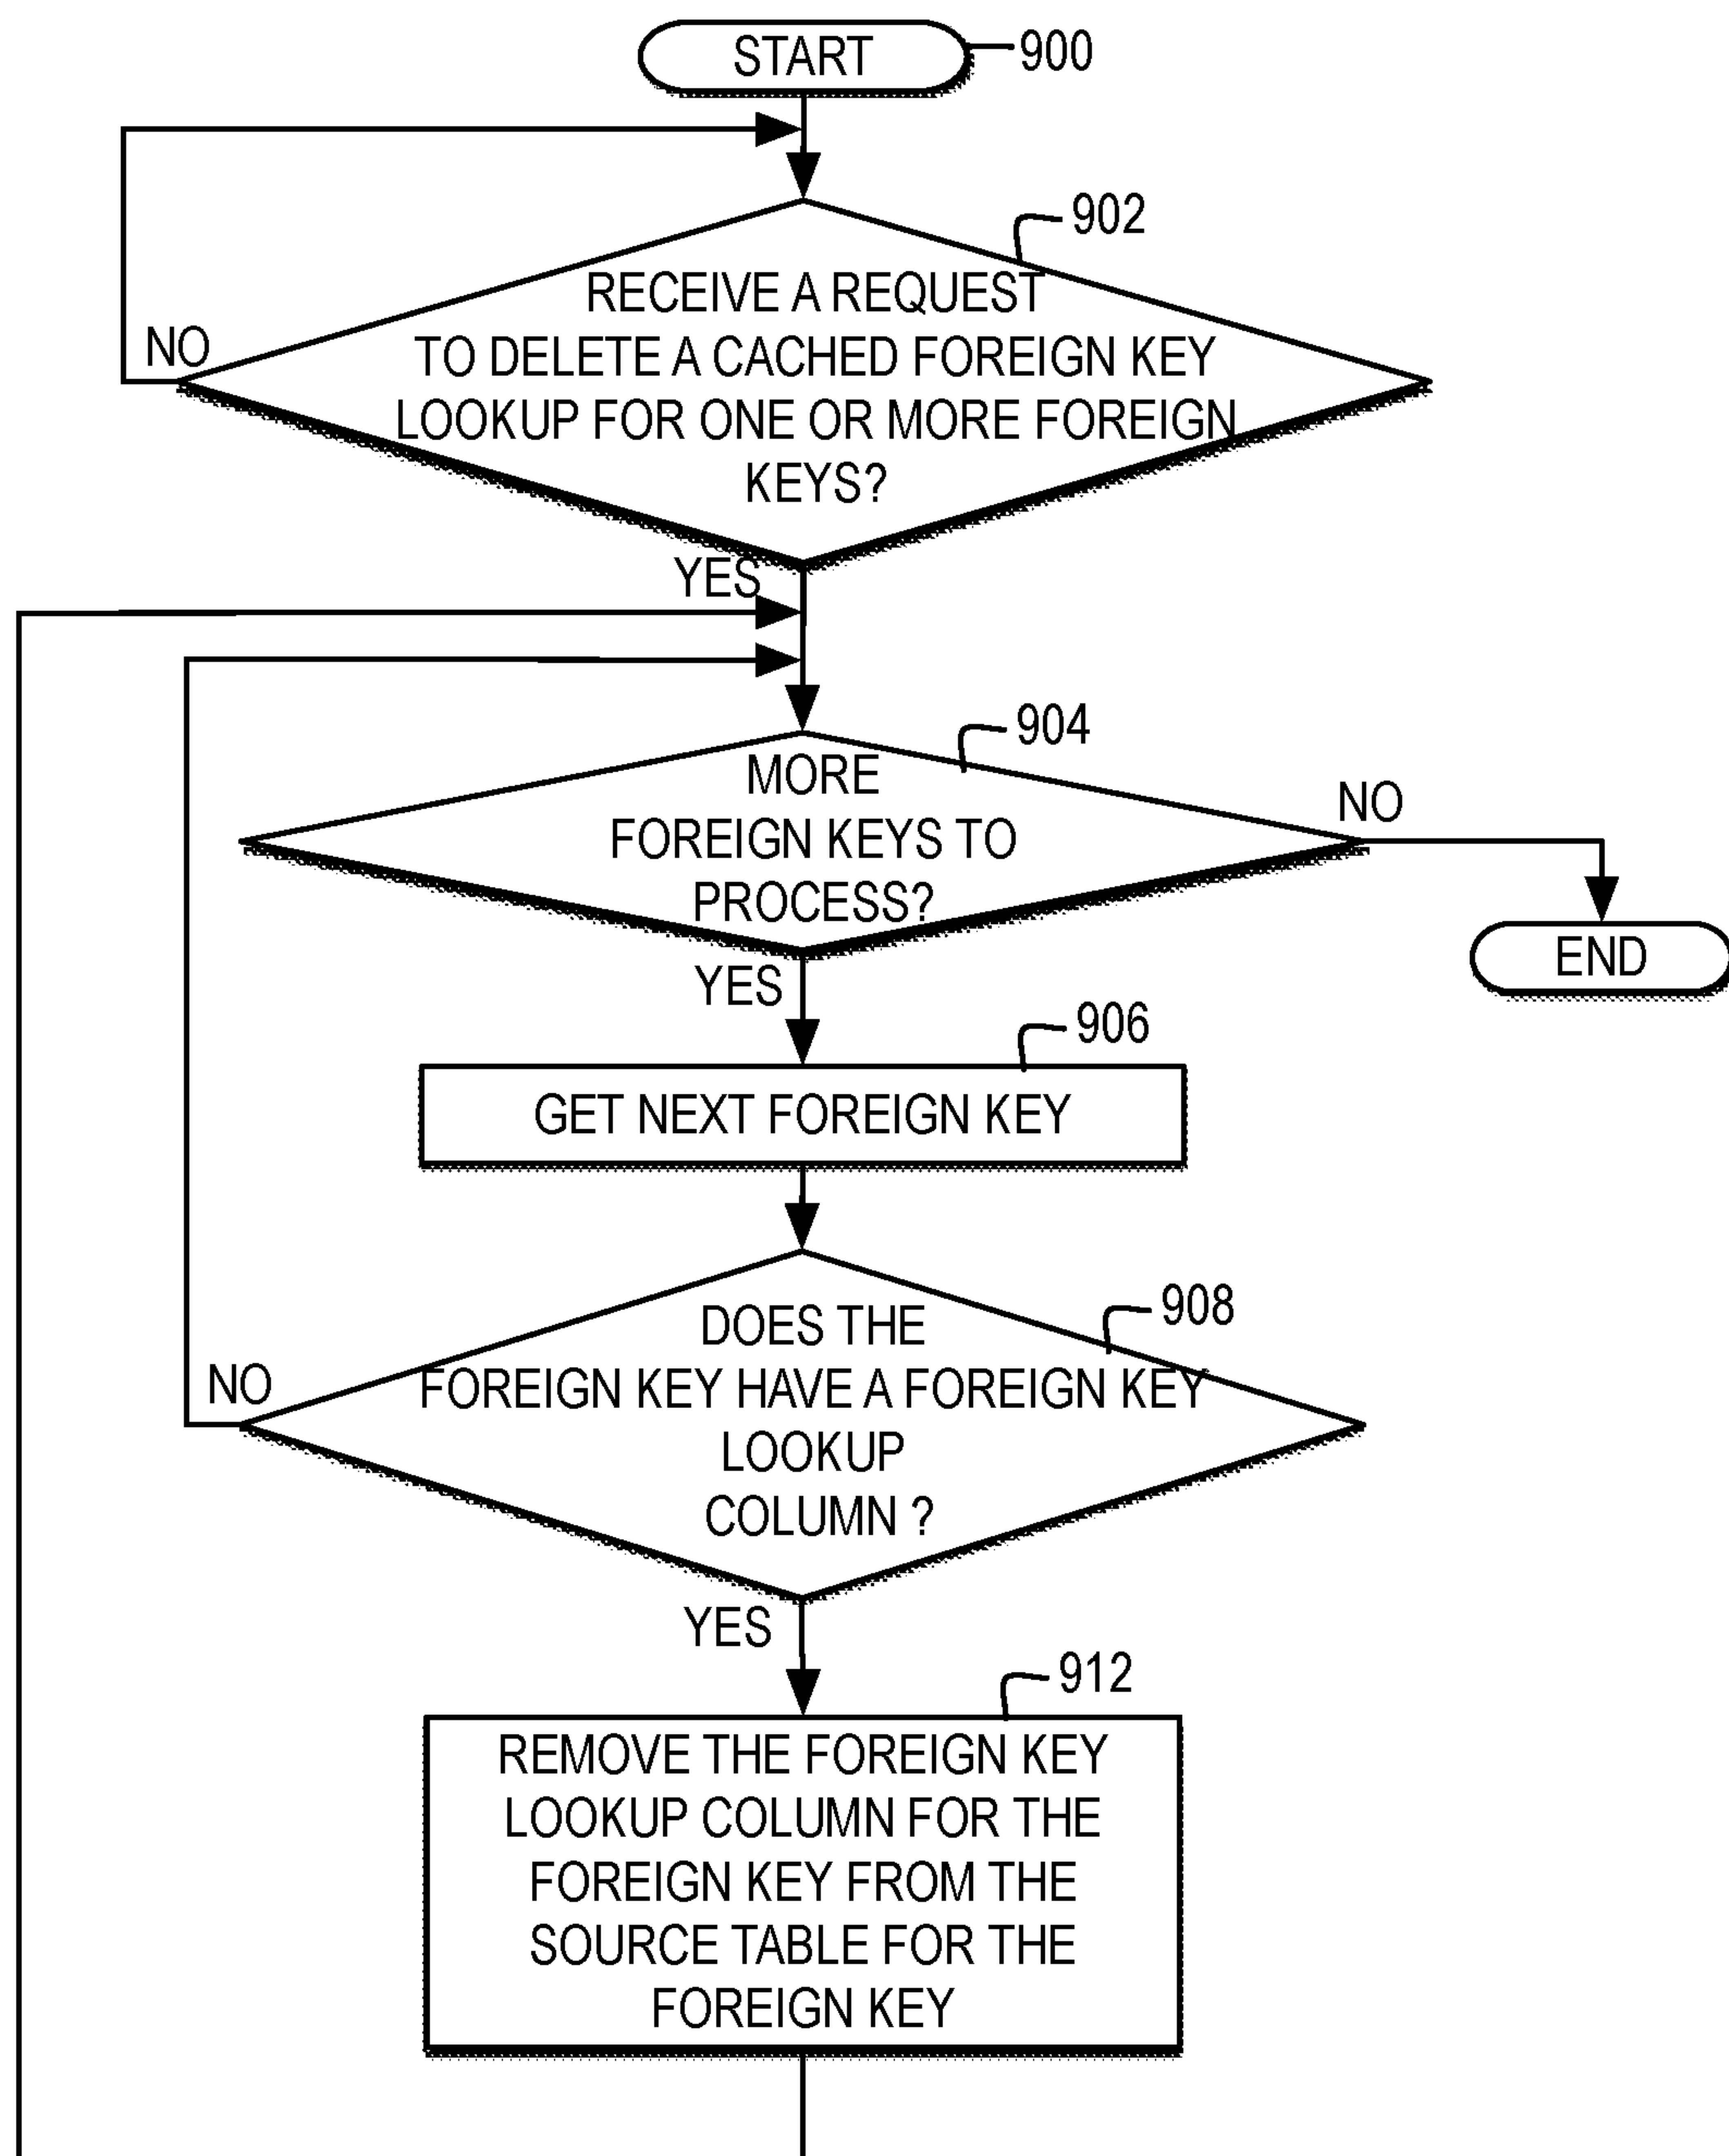 START
900
902
RECEIVE A REQUEST
TO DELETE A CACHED FOREIGN KEY
LOOKUP FOR ONE OR MORE FOREIGN
KEYS?
NO
YES
904
MORE
FOREIGN KEYS TO
PROCESS?
NO
END
YES
906
GET NEXT FOREIGN KEY
908
DOES THE
FOREIGN KEY HAVE A FOREIGN KEY
LOOKUP
COLUMN ?
NO
YES
912
REMOVE THE FOREIGN KEY
LOOKUP COLUMN FOR THE
FOREIGN KEY FROM THE
SOURCE TABLE FOR THE
FOREIGN KEY